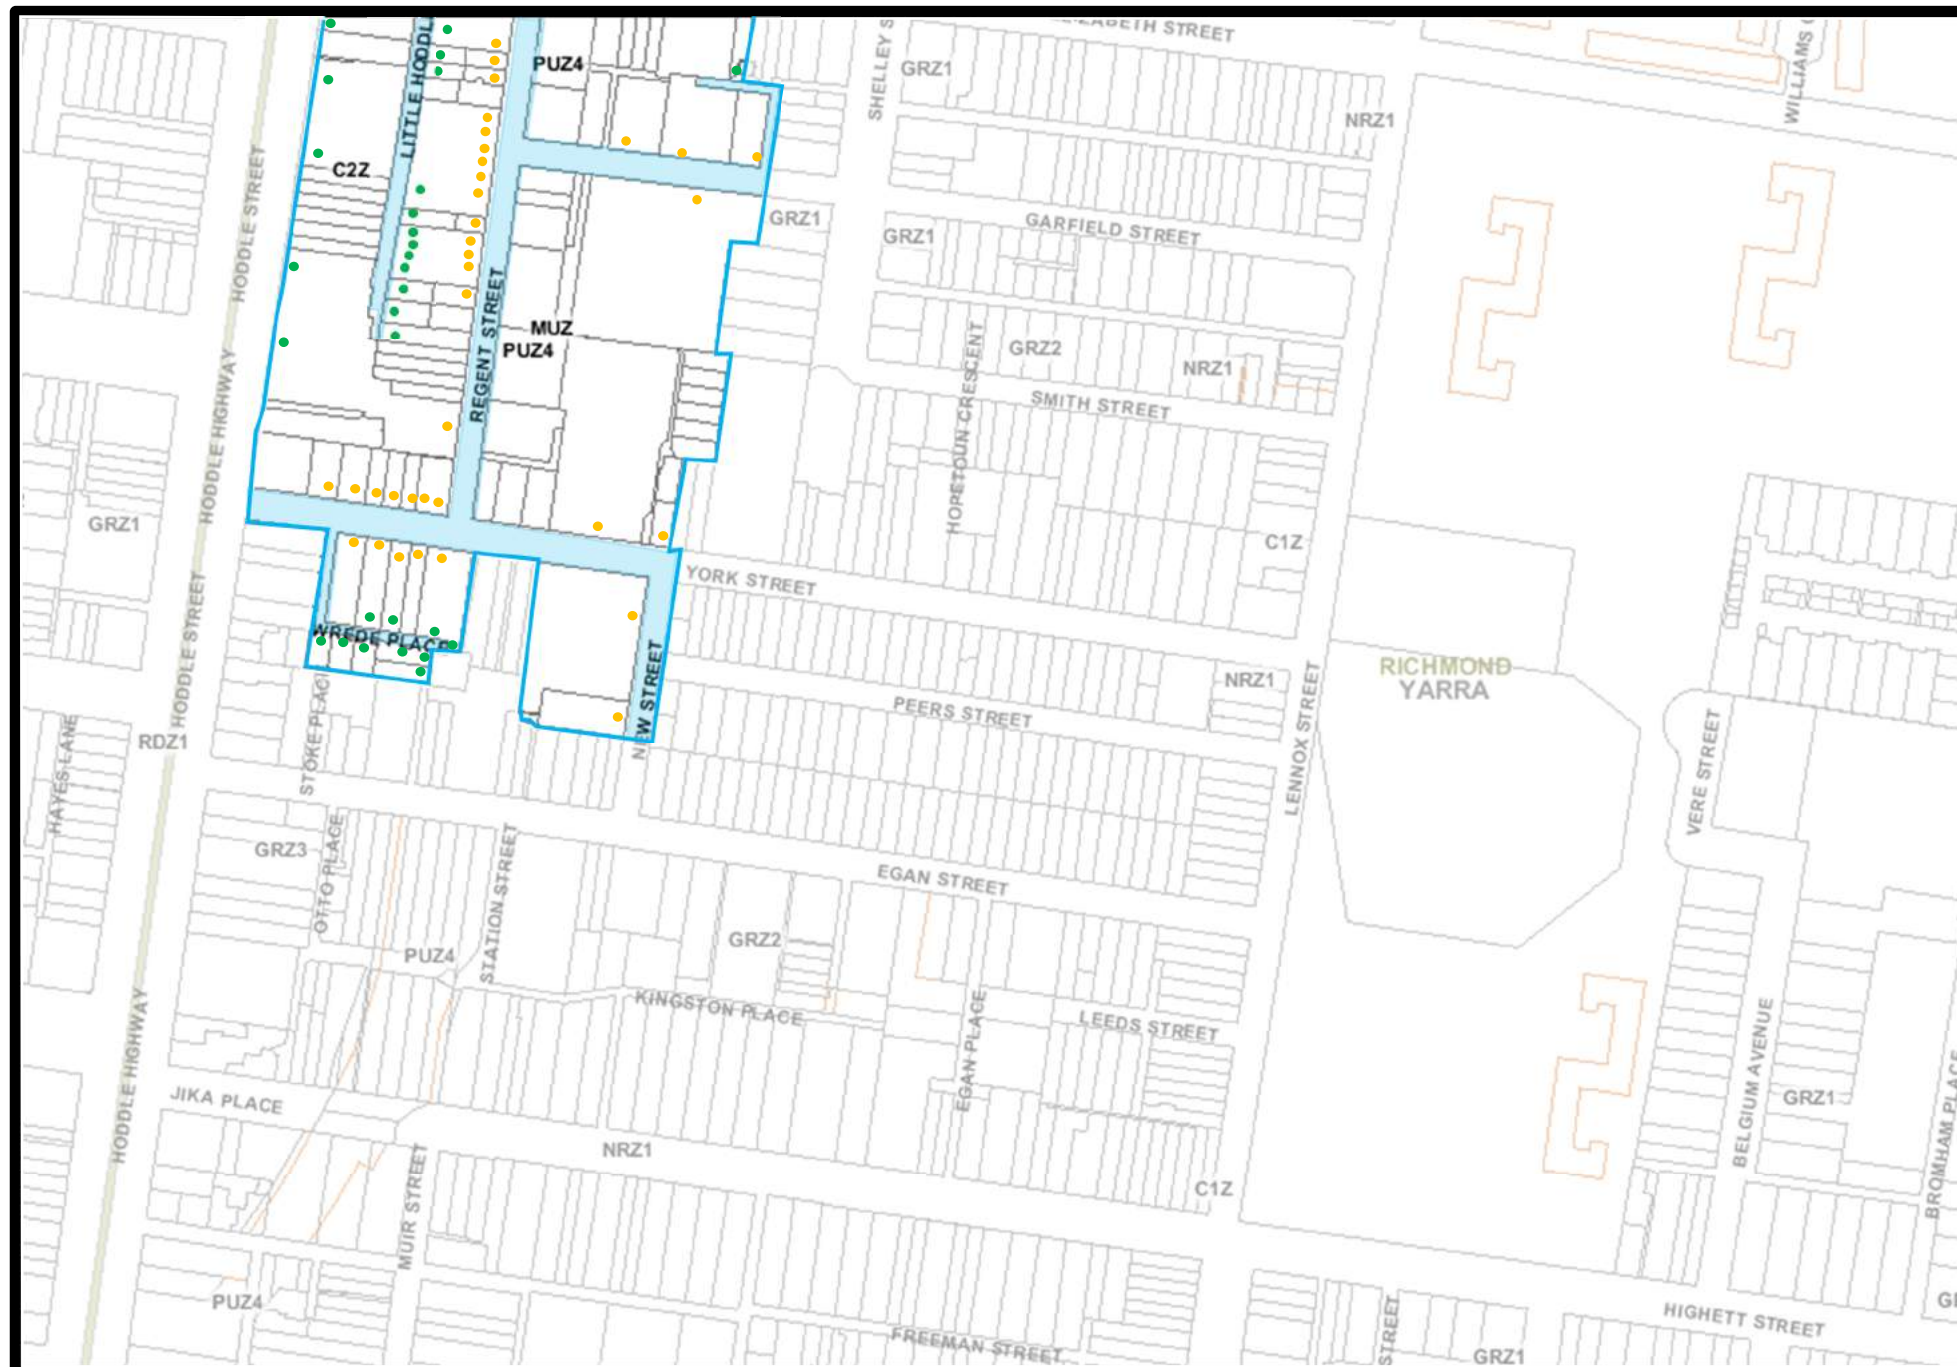 LITTLE HODDL
PUZ4
SHELLEY S
GRZ1
ZABETH STREET
WILLIAMS
NRZ1
C2Z
HODDLE STREET
GRZ1
GRZ1
GARFIELD STREET
REGENT STREET
MUZ
PUZ4
HOPETOUN CRESCENT
GRZ2
NRZ1
SMITH STREET
HODDLE HIGHWAY
GRZ1
C1Z
YORK STREET
WREDE PLACE
HODDLE STREET
NEW STREET
NRZ1
RICHMOND
YARRA
LENNOX STREET
PEERS STREET
STOKE PLACE
RDZ1
HAYES LANE
VERE STREET
GRZ3
OTTO PLACE
STATION STREET
EGAN STREET
PUZ4
GRZ2
KINGSTON PLACE
EGAN PLACE
LEEDS STREET
HODDLE HIGHWAY
JIKA PLACE
BELGIUM AVENUE
GRZ1
BROMHAM PLACE
MUIR STREET
NRZ1
C1Z
PUZ4
FREEMAN STREET
STREET
HIGHETT STREET
GRZ1